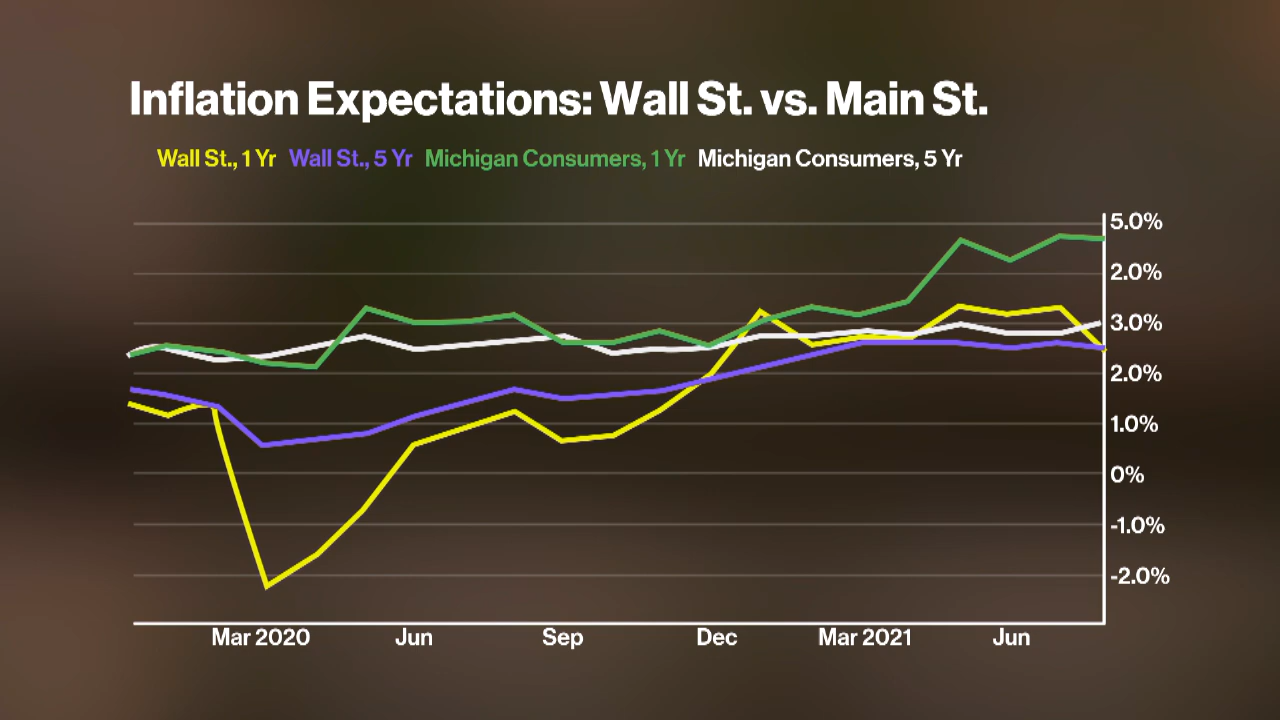 Inflation Expectations: Wall St. vs. Main St.
Wall St., 1 Yr Wall St., 5 Yr Michigan Consumers, 1 Yr Michigan Consumers, 5 Yr
5.0%
2.0%
3.0%
2.0%
1.0%
0%
-1.0%
-2.0%
Mar 2020 Jun Sep Dec Mar 2021 Jun